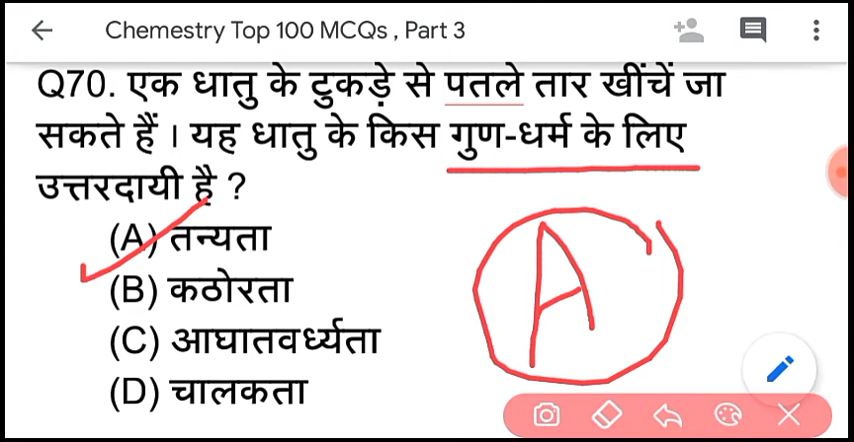 Chemestry Top 100 MCQs , Part 3
Q70. एक धातु के टुकड़े से पतले तार खींचें जा
सकते हैं । यह धातु के किस गुण-धर्म के लिए
उत्तरदायी है ?
(A) तन्यता
(B) कठोरता
(C) आघातवर्ध्यता
(D) चालकता
A